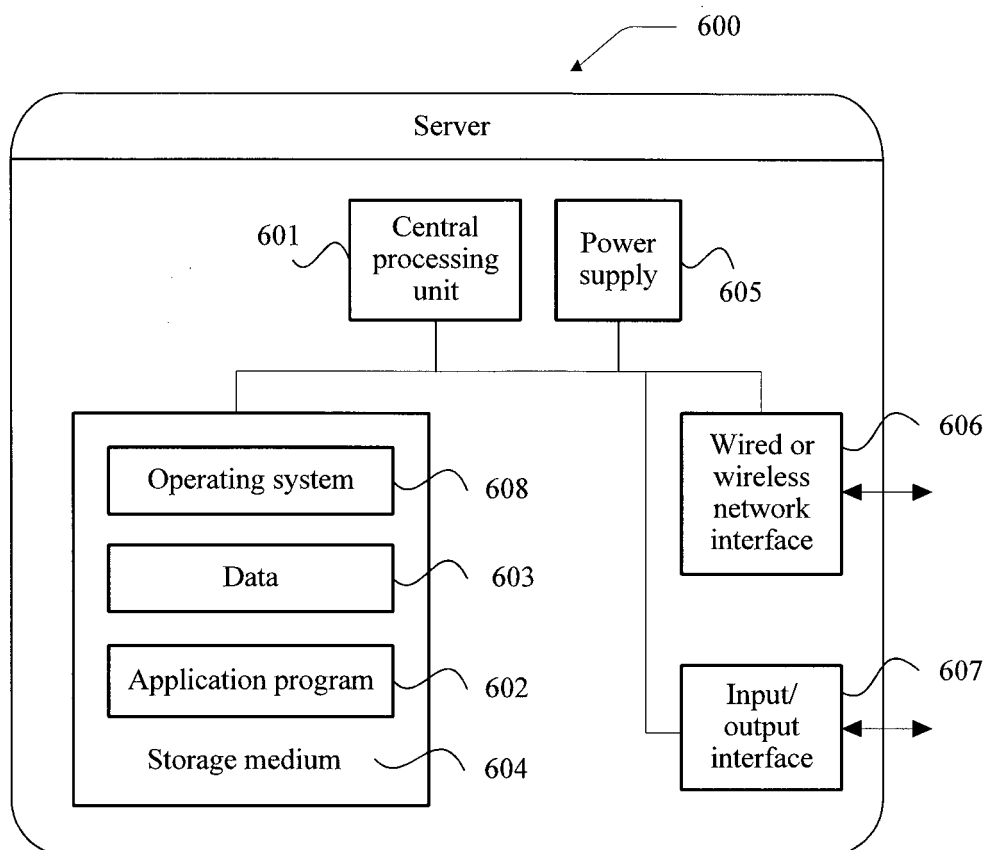 600
Server
601
Central
processing
unit
Power
supply
605
Operating system
608
Data
603
Application program
602
Storage medium
604
Wired or
wireless
network
interface
606
Input/
output
interface
607